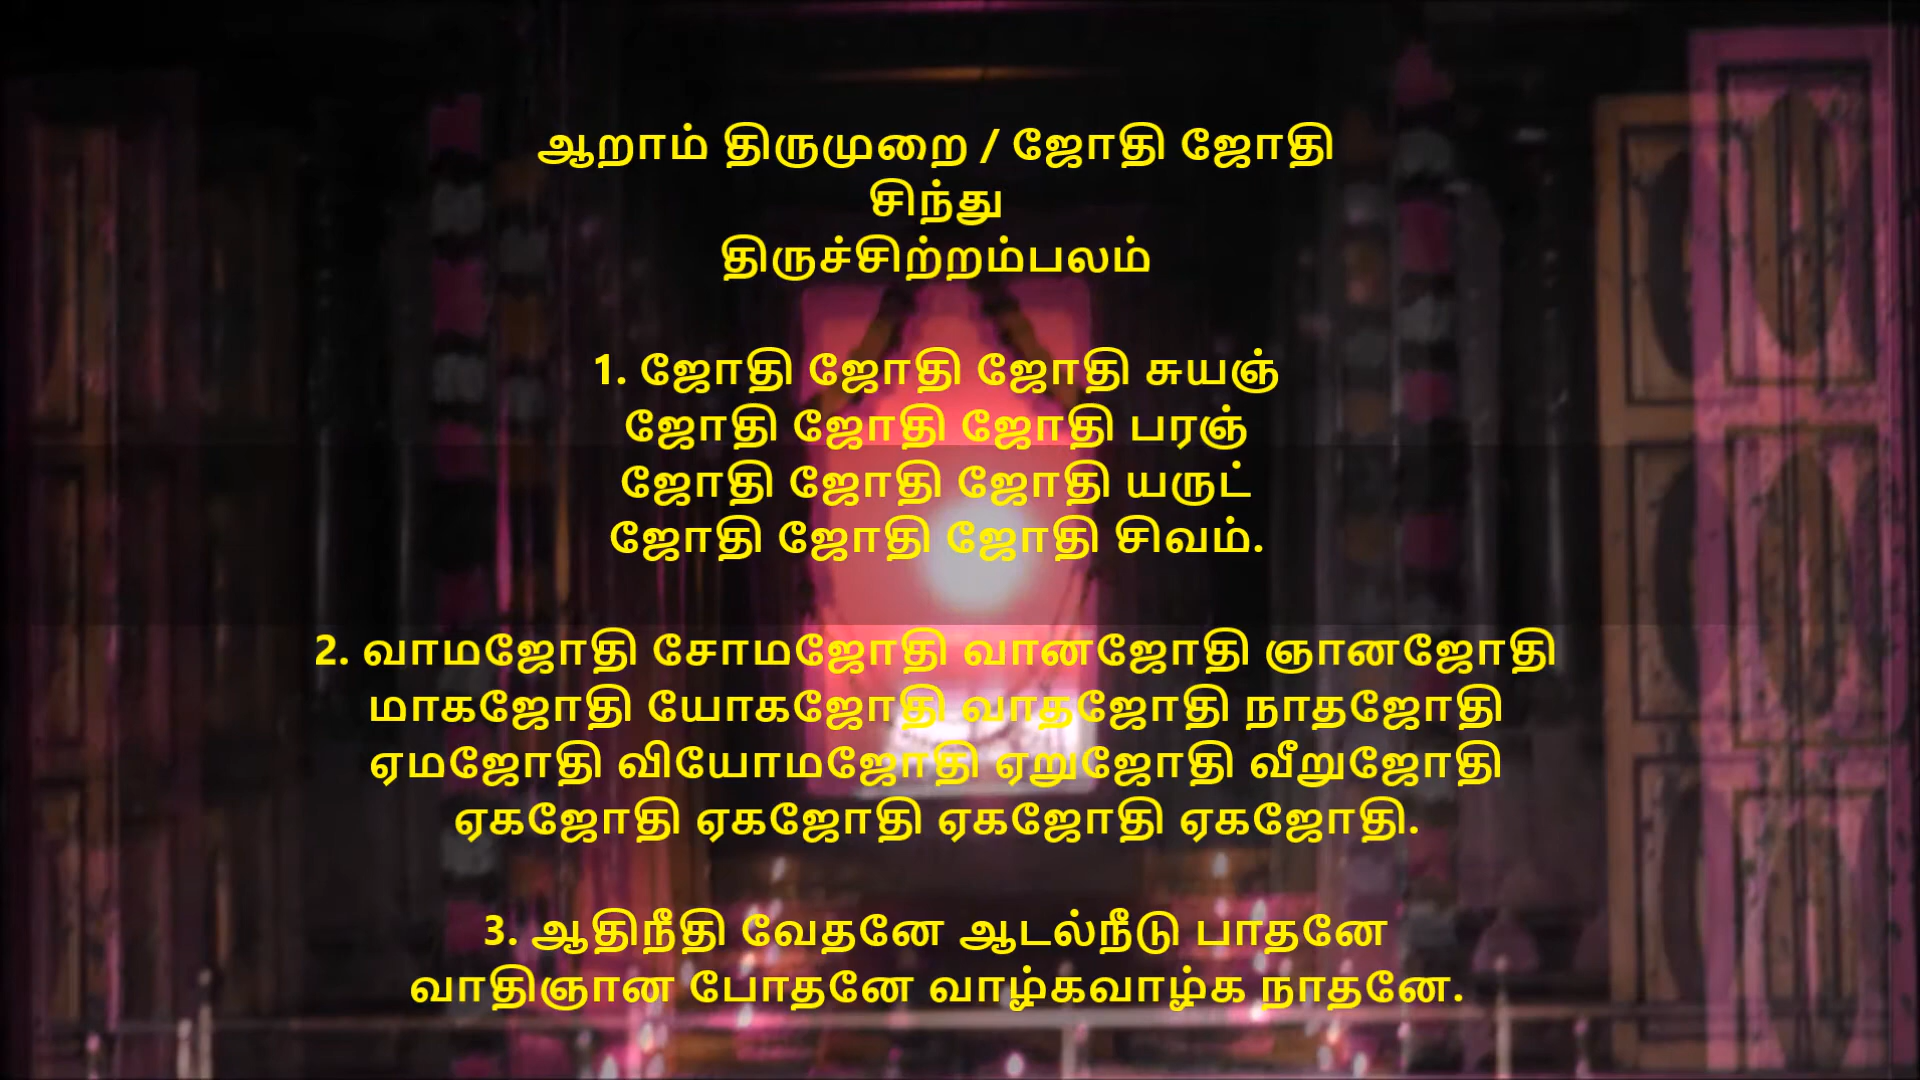 ஆறாம் திருமுறை / ஜோதி ஜோதி
சிந்து
திருச்சிற்றம்பலம்
1. ஜோதி ஜோதி ஜோதி சுயஞ்
ஜோதி ஜோதி ஜோதி பரஞ்
ஜோதி ஜோதி ஜோதி யருட்
ஜோதி ஜோதி ஜோதி சிவம்.
2. வாமஜோதி சோமஜோதி வானஜோதி ஞானஜோதி
மாகஜோதி யோகஜோதி வாதஜோதி நாதஜோதி
ஏமஜோதி வியோமஜோதி ஏறுஜோதி வீறுஜோதி
ஏகஜோதி ஏகஜோதி ஏகஜோதி ஏகஜோதி.
3. ஆதிநீதி வேதனே ஆடல்நீடு பாதனே
வாதிஞான போதனே வாழ்கவாழ்க நாதனே.